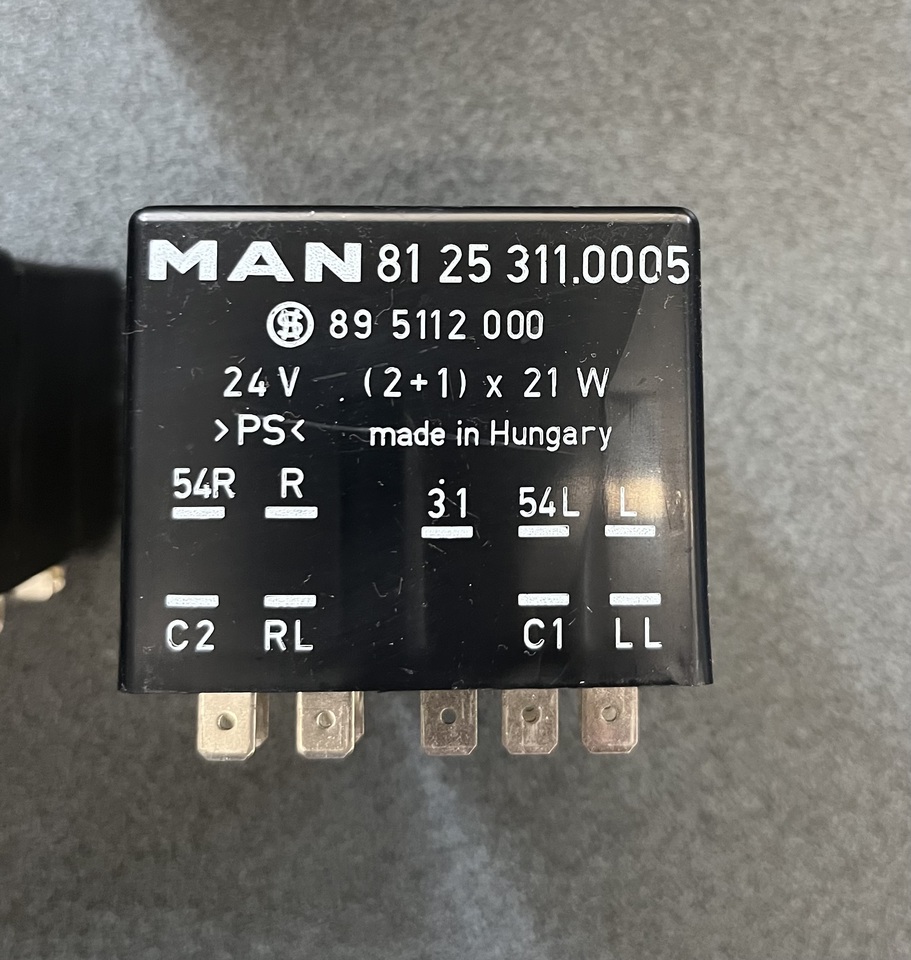 MAN 81 25 311.0005
89 5112 000
24V (2+1) x 21 W
>PS< made in Hungary
54R R 31 54L L
C2 RL C1 LL